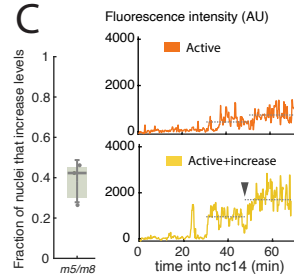 C
Fluorescence intensity (AU)
Fraction of nuclei that increase levels
1
0.8
0.6
0.4
0.2
0
m5/m8
4000
2000
0
Active
4000
2000
0
Active+increase
0 20 40 60
time into nc14 (min)